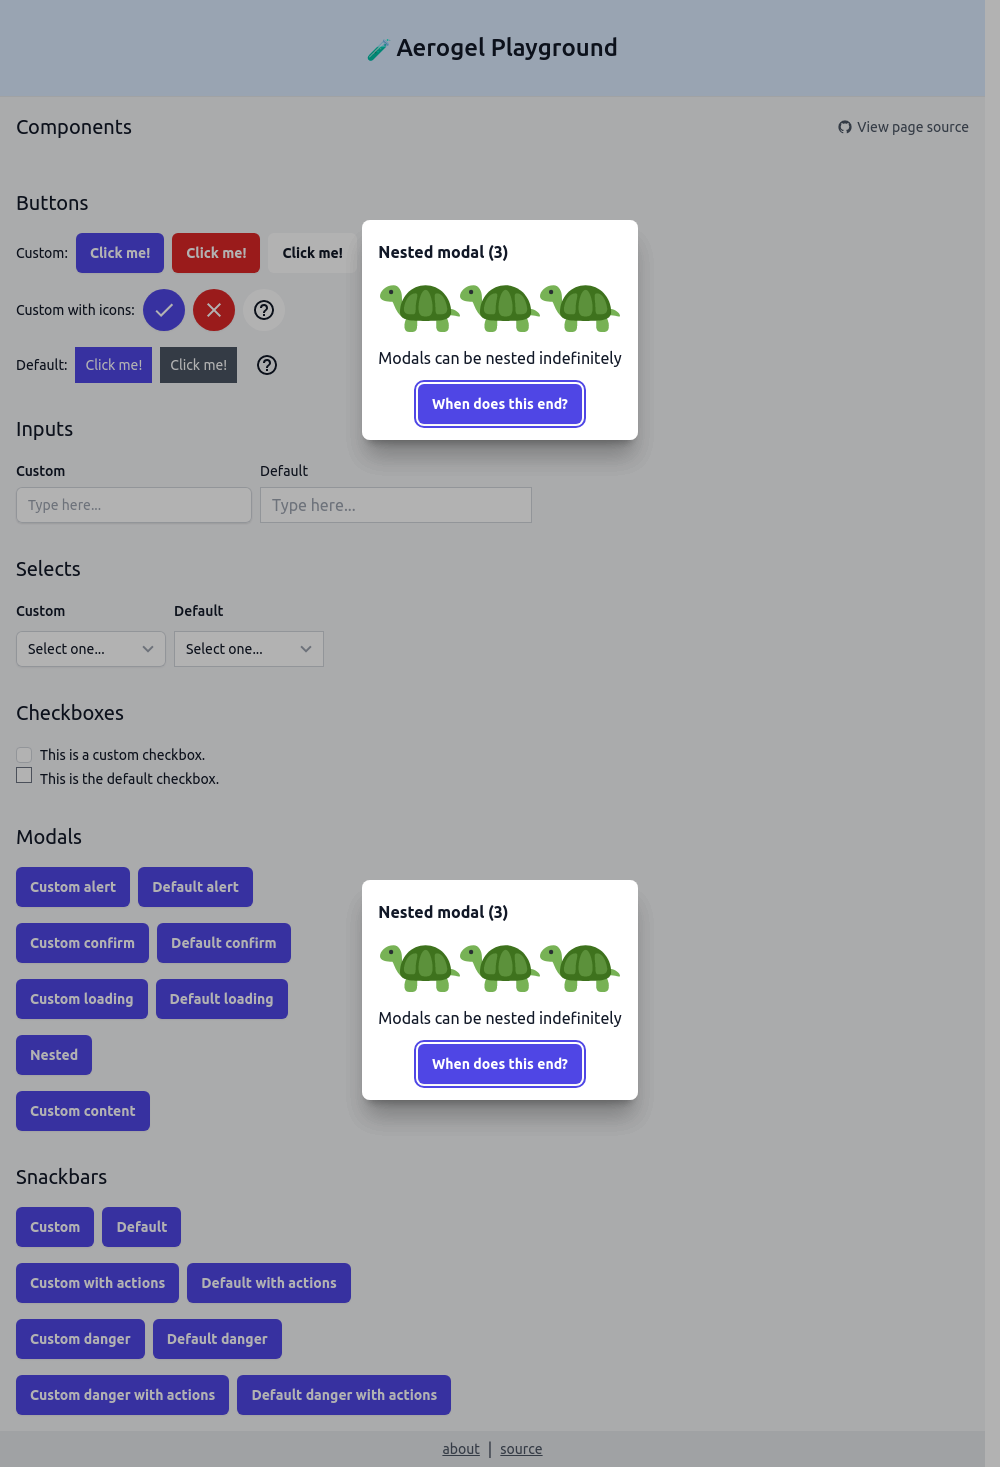 Aerogel Playground
Components
View page source
Buttons
Custom: Click me! Click me! Click me!
Custom with icons:
Default: Click me! Click me!
Nested modal (3)
Modals can be nested indefinitely
When does this end?
Inputs
Custom Default
Type here... Type here...
Selects
Custom Default
Select one... Select one...
Checkboxes
This is a custom checkbox.
This is the default checkbox.
Modals
Custom alert Default alert
Custom confirm Default confirm
Custom loading Default loading
Nested
Custom content
Nested modal (3)
Modals can be nested indefinitely
When does this end?
Snackbars
Custom Default
Custom with actions Default with actions
Custom danger Default danger
Custom danger with actions Default danger with actions
about | source